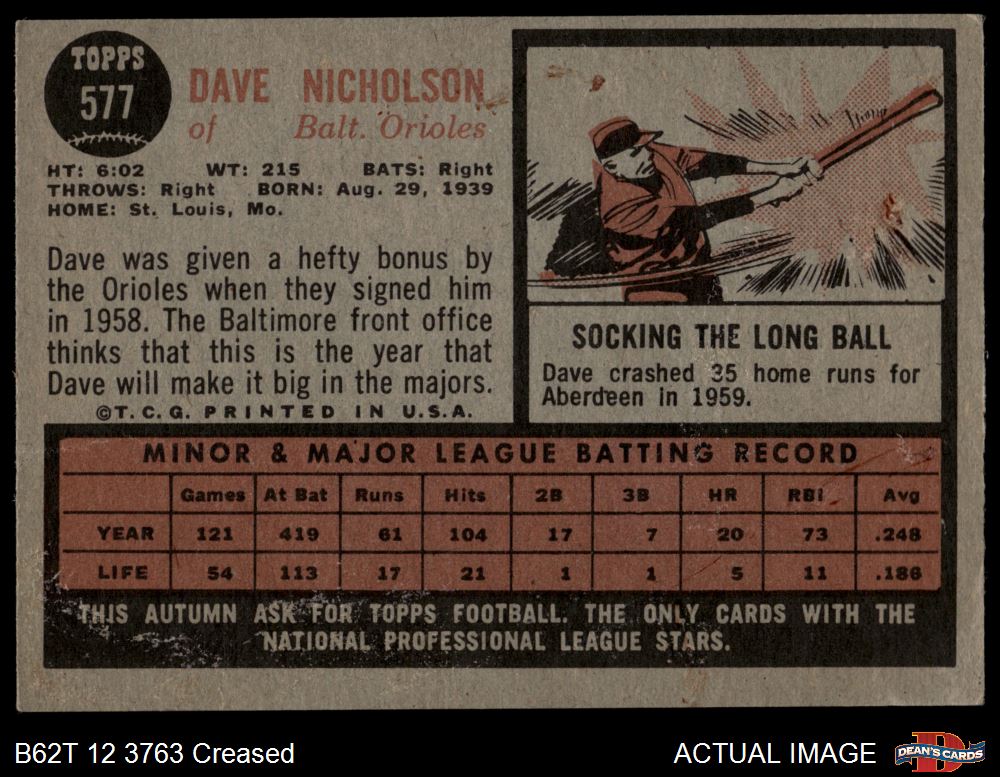 TOPPS
577
DAVE NICHOLSON
of Balt. Orioles
HT: 6:02 WT: 215 BATS: Right
THROWS: Right BORN: Aug. 29, 1939
HOME: St. Louis, Mo.
Dave was given a hefty bonus by
the Orioles when they signed him
in 1958. The Baltimore front office
thinks that this is the year that
Dave will make it big in the majors.
©T.C.G. PRINTED IN U.S.A.
SOCKING THE LONG BALL
Dave crashed 35 home runs for
Aberdeen in 1959.
MINOR & MAJOR LEAGUE BATTING RECORD
Games At Bat Runs Hits 2B 3B HR RBI Avg
YEAR 121 419 61 104 17 7 20 73 .248
LIFE 54 113 17 21 1 1 5 11 .186
THIS AUTUMN ASK FOR TOPPS FOOTBALL. THE ONLY CARDS WITH THE
NATIONAL PROFESSIONAL LEAGUE STARS.
B62T 12 3763 Creased
ACTUAL IMAGE
DEAN'S CARDS